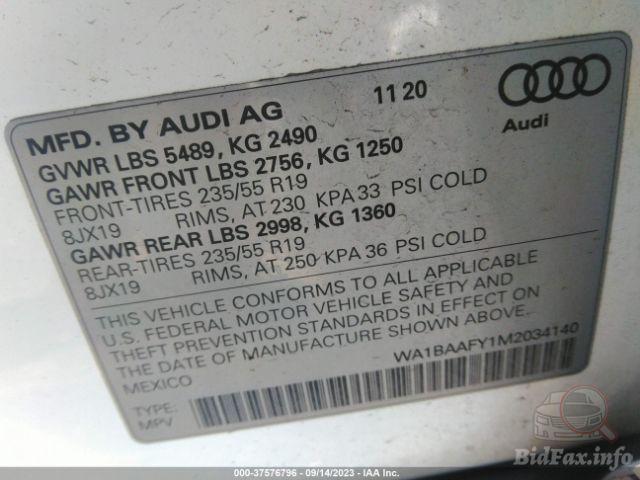 MFD. BY AUDI AG 11 20
Audi
GVWR LBS 5489, KG 2490
GAWR FRONT LBS 2756, KG 1250
FRONT-TIRES 235/55 R19
8JX19 RIMS, AT 230 KPA 33 PSI COLD
GAWR REAR LBS 2998, KG 1360
REAR-TIRES 235/55 R19
8JX19 RIMS, AT 250 KPA 36 PSI COLD
THIS VEHICLE CONFORMS TO ALL APPLICABLE
U.S. FEDERAL MOTOR VEHICLE SAFETY AND
THEFT PREVENTION STANDARDS IN EFFECT ON
THE DATE OF MANUFACTURE SHOWN ABOVE.
MEXICO WA1BAAFY1M2034140
TYPE:
MPV
BidFax.info
000-37576796 - 09/14/2023 - IAA Inc.